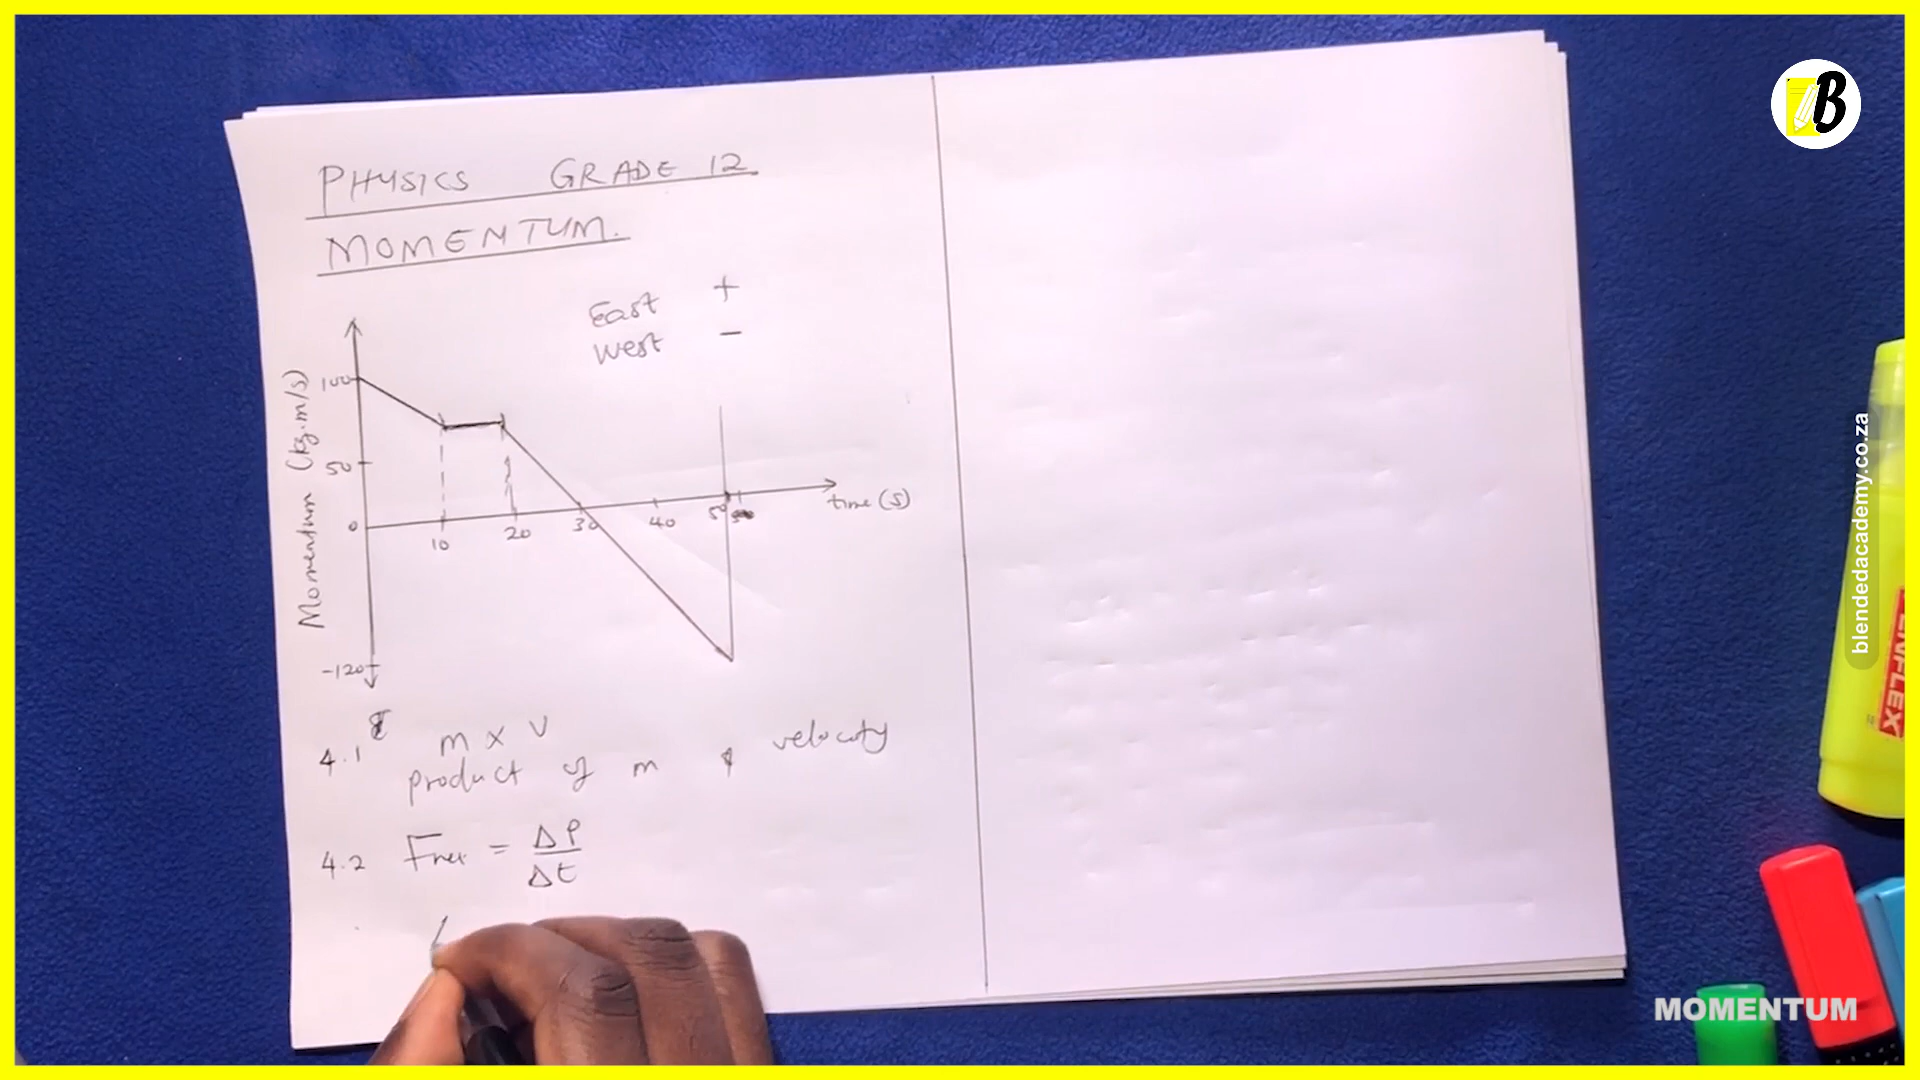 PHYSICS GRADE 12
MOMENTUM.
East +
West -
Momentum (kg.m/s)
100
50
0
-120
10
20
30
40
50
time (s)
4.1 m x v
product of m & velocity
4.2 Fnet = Δp
Δt
B
blendedacademy.co.za
PENFLEX
MOMENTUM